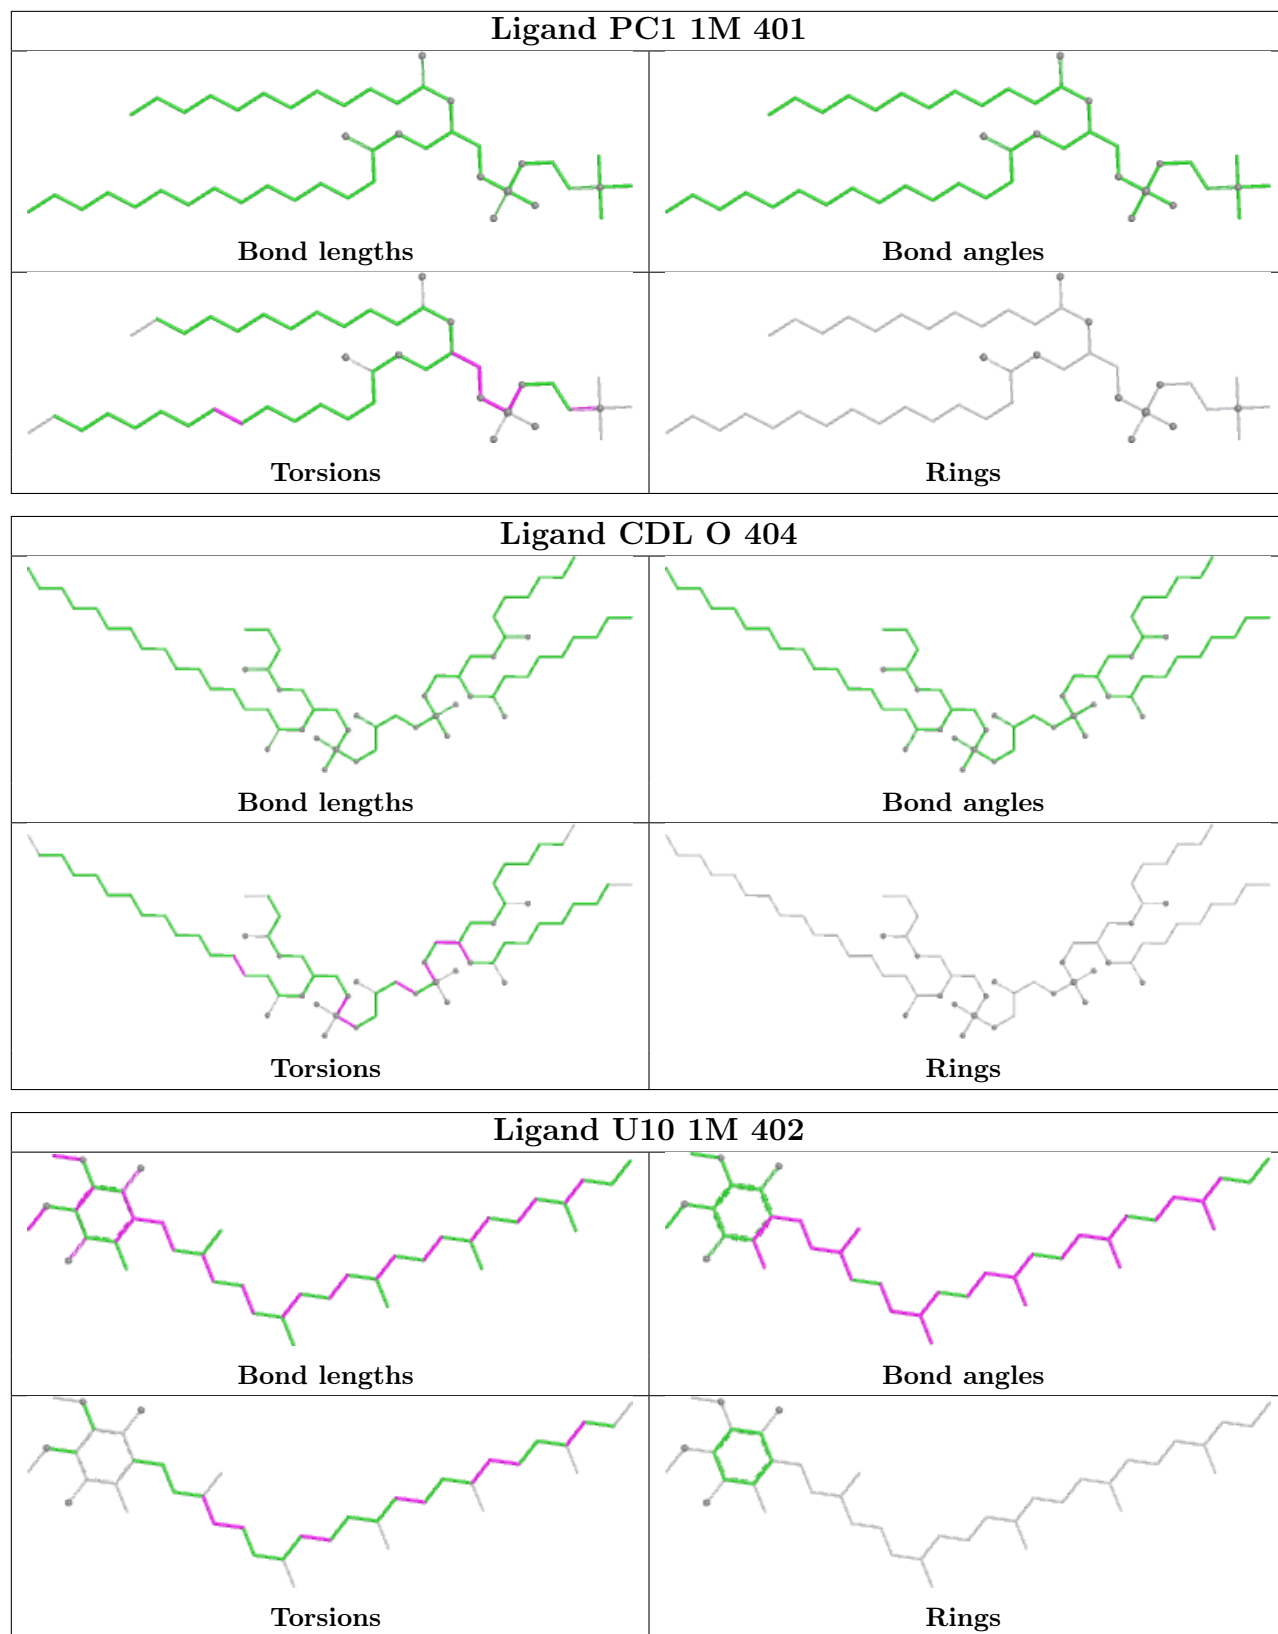 Ligand PC1 1M 401
Bond lengths
Bond angles
Torsions
Rings
Ligand CDL O 404
Bond lengths
Bond angles
Torsions
Rings
Ligand U10 1M 402
Bond lengths
Bond angles
Torsions
Rings